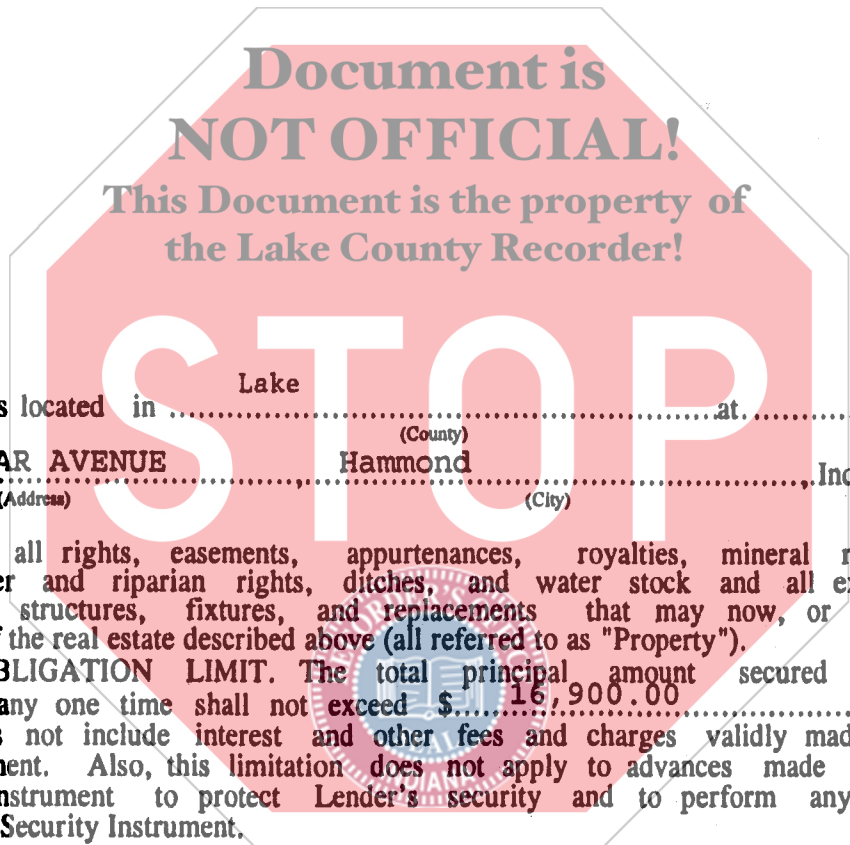 Document is
NOT OFFICIAL!
This Document is the property of
the Lake County Recorder!
STOP
Lake
s located in ........................................ at ..........
(County)
AR AVENUE Hammond
(Address) (City)
all rights, easements, appurtenances, royalties, mineral
er and riparian rights, ditches, and water stock and all
structures, fixtures, and replacements that may now, or
the real estate described above (all referred to as "Property").
BLIGATION LIMIT. The total principal amount secured
any one time shall not exceed $ 16,900.00
s not include interest and other fees and charges validly mad
ent. Also, this limitation does not apply to advances made
nstrument to protect Lender's security and to perform any
Security Instrument.